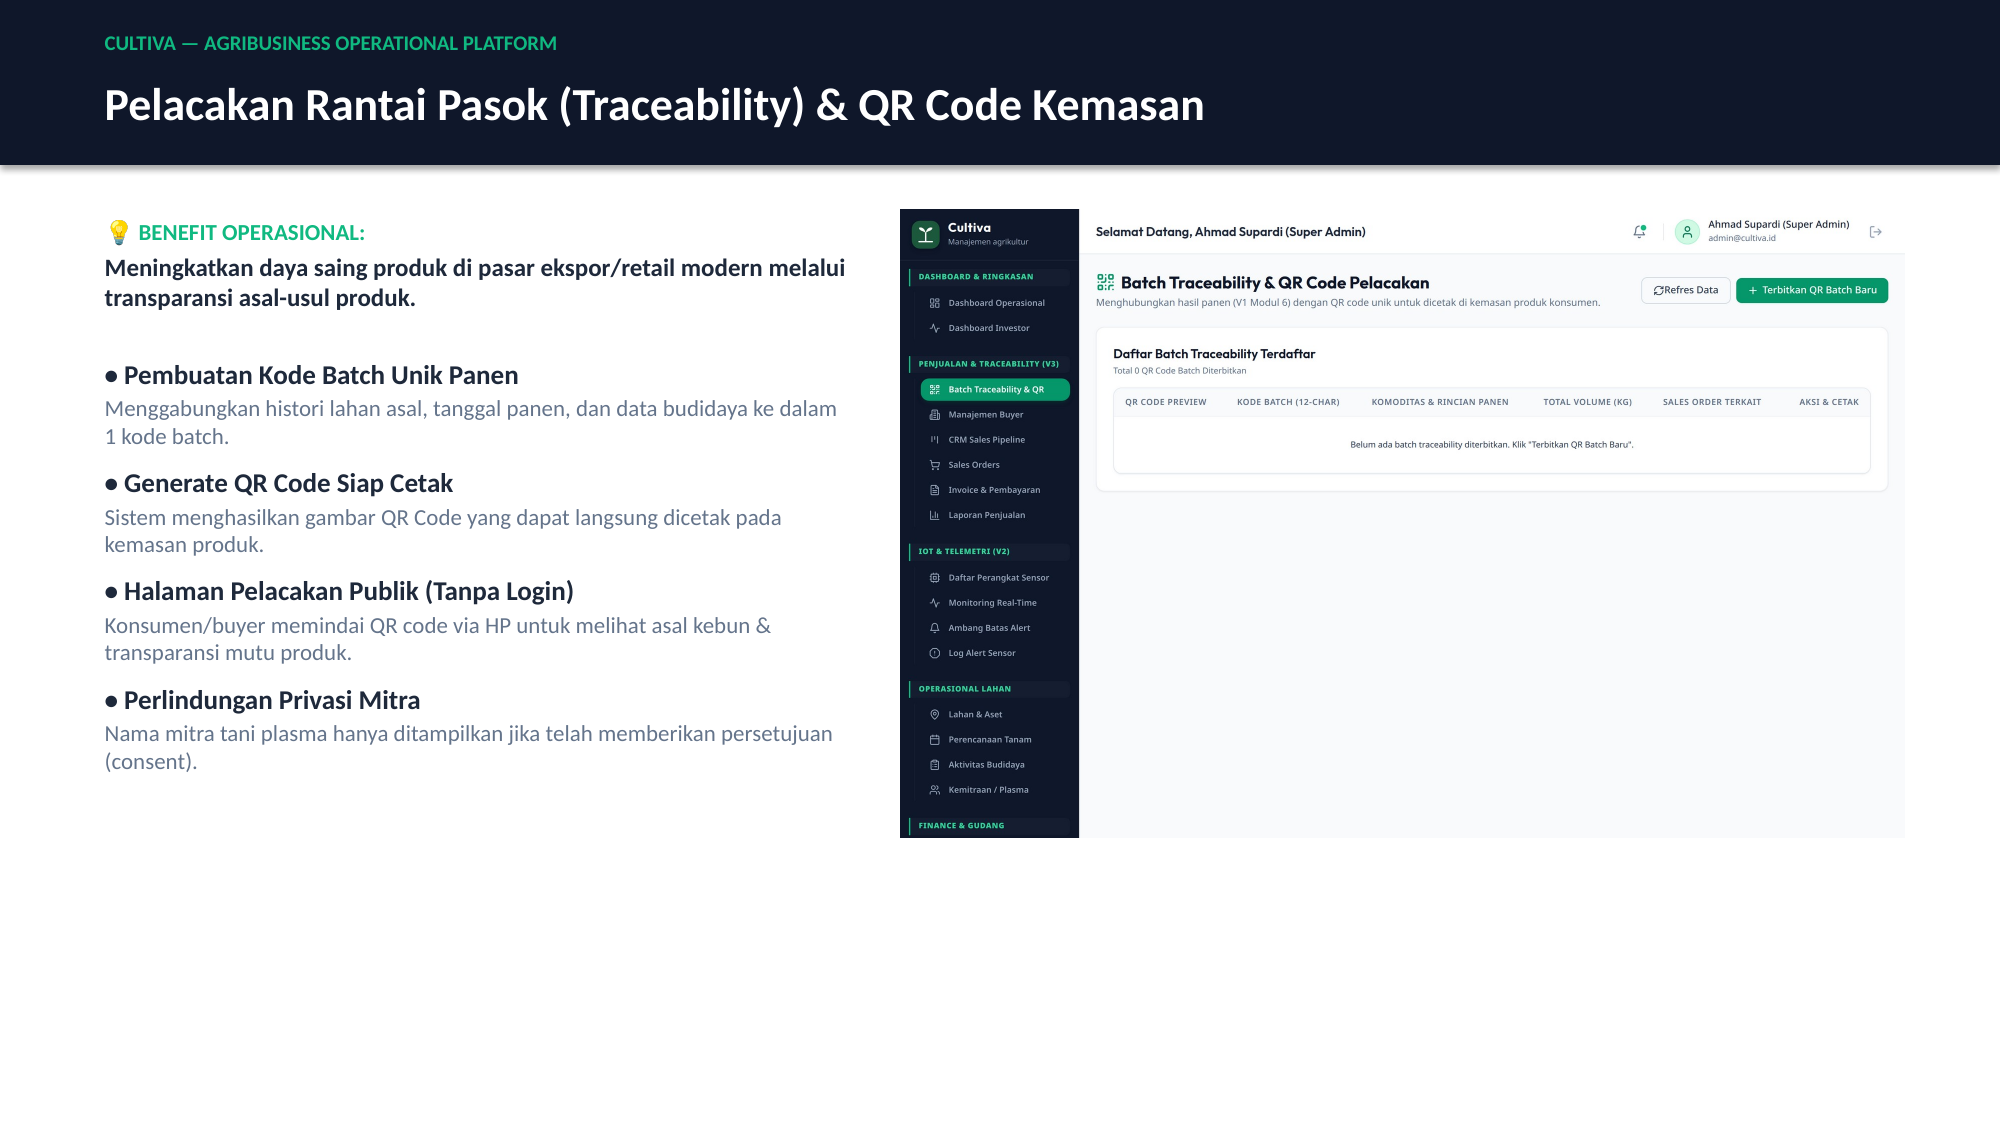 CULTIVA — AGRIBUSINESS OPERATIONAL PLATFORM
Pelacakan Rantai Pasok (Traceability) & QR Code Kemasan
💡 BENEFIT OPERASIONAL:
Meningkatkan daya saing produk di pasar ekspor/retail modern melalui
transparansi asal-usul produk.
● Pembuatan Kode Batch Unik Panen
Menggabungkan histori lahan asal, tanggal panen, dan data budidaya ke dalam
1 kode batch.
● Generate QR Code Siap Cetak
Sistem menghasilkan gambar QR Code yang dapat langsung dicetak pada
kemasan produk.
● Halaman Pelacakan Publik (Tanpa Login)
Konsumen/buyer memindai QR code via HP untuk melihat asal kebun &
transparansi mutu produk.
● Perlindungan Privasi Mitra
Nama mitra tani plasma hanya ditampilkan jika telah memberikan persetujuan
(consent).
Cultiva
Manajemen agrikultur
DASHBOARD & RINGKASAN
Dashboard Operasional
Dashboard Investor
PENJUALAN & TRACEABILITY (V3)
Batch Traceability & QR
Manajemen Buyer
CRM Sales Pipeline
Sales Orders
Invoice & Pembayaran
Laporan Penjualan
IOT & TELEMETRI (V2)
Daftar Perangkat Sensor
Monitoring Real-Time
Ambang Batas Alert
Log Alert Sensor
OPERASIONAL LAHAN
Lahan & Aset
Perencanaan Tanam
Aktivitas Budidaya
Kemitraan / Plasma
FINANCE & GUDANG
Selamat Datang, Ahmad Supardi (Super Admin)
Ahmad Supardi (Super Admin)
admin@cultiva.id
Batch Traceability & QR Code Pelacakan
Menghubungkan hasil panen (V1 Modul 6) dengan QR code unik untuk dicetak di kemasan produk konsumen.
Refres Data
+ Terbitkan QR Batch Baru
Daftar Batch Traceability Terdaftar
Total 0 QR Code Batch Diterbitkan
QR CODE PREVIEW KODE BATCH (12-CHAR) KOMODITAS & RINCIAN PANEN TOTAL VOLUME (KG) SALES ORDER TERKAIT AKSI & CETAK
Belum ada batch traceability diterbitkan. Klik "Terbitkan QR Batch Baru".